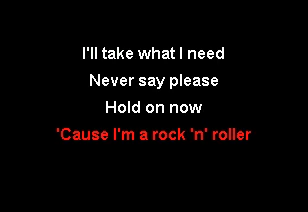 I'll take what I need
Never say please
Hold on now
'Cause I'm a rock 'n' roller